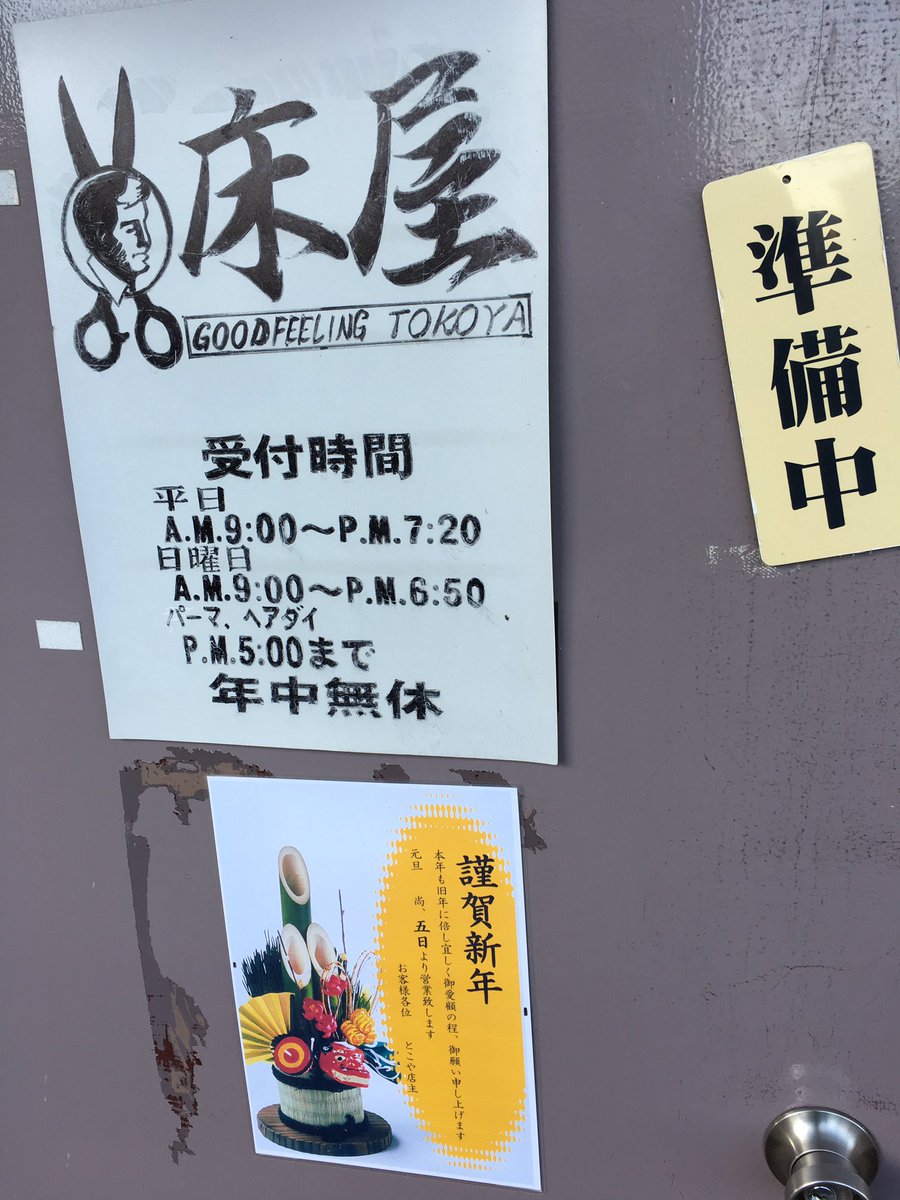 床屋
GOODFEELING TOKOYA
受付時間
平日
A.M.9:00〜P.M.7:20
日曜日
A.M.9:00〜P.M.6:50
パーマ、ヘアダイ
P.M.5:00まで
年中無休
準備中
謹賀新年
本年も旧年に倍し宜しく御愛顧の程、御願い申し上げます
元旦 尚、五日より営業致します
お客様各位 とこや店主